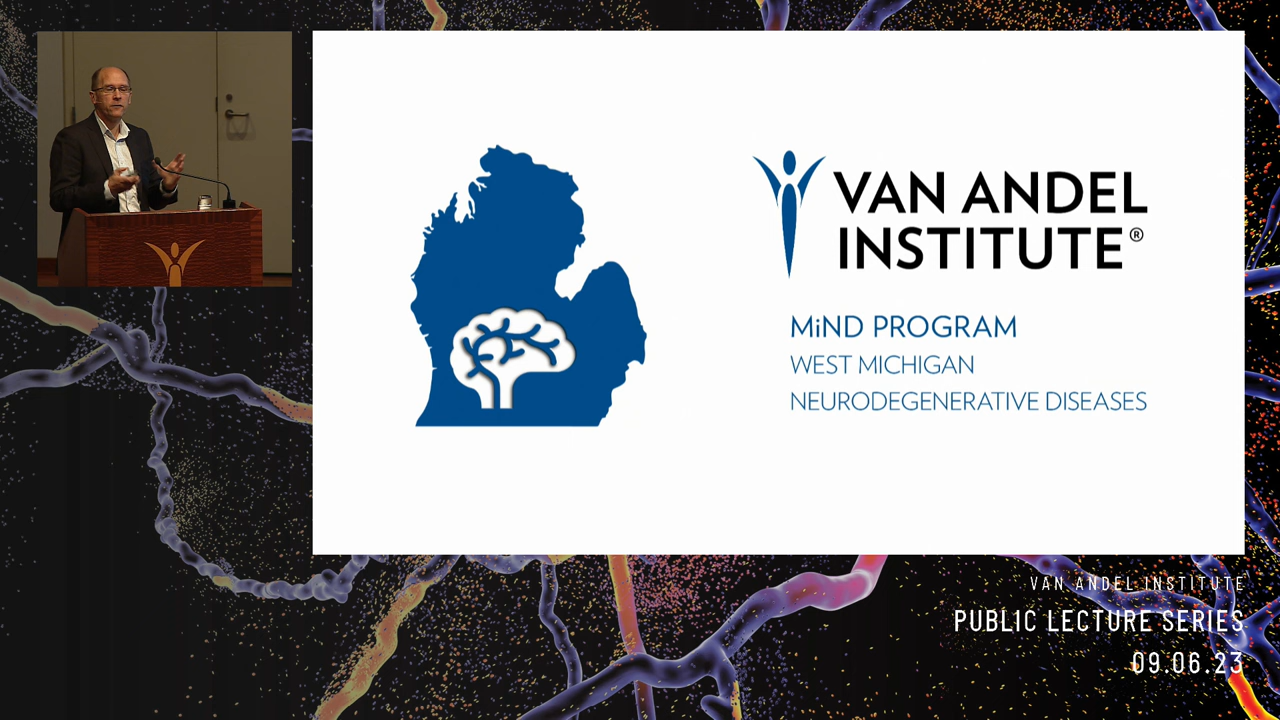 VAN ANDEL
INSTITUTE®
MiND PROGRAM
WEST MICHIGAN
NEURODEGENERATIVE DISEASES
VAN ANDEL INSTITUTE
PUBLIC LECTURE SERIES
09.06.23